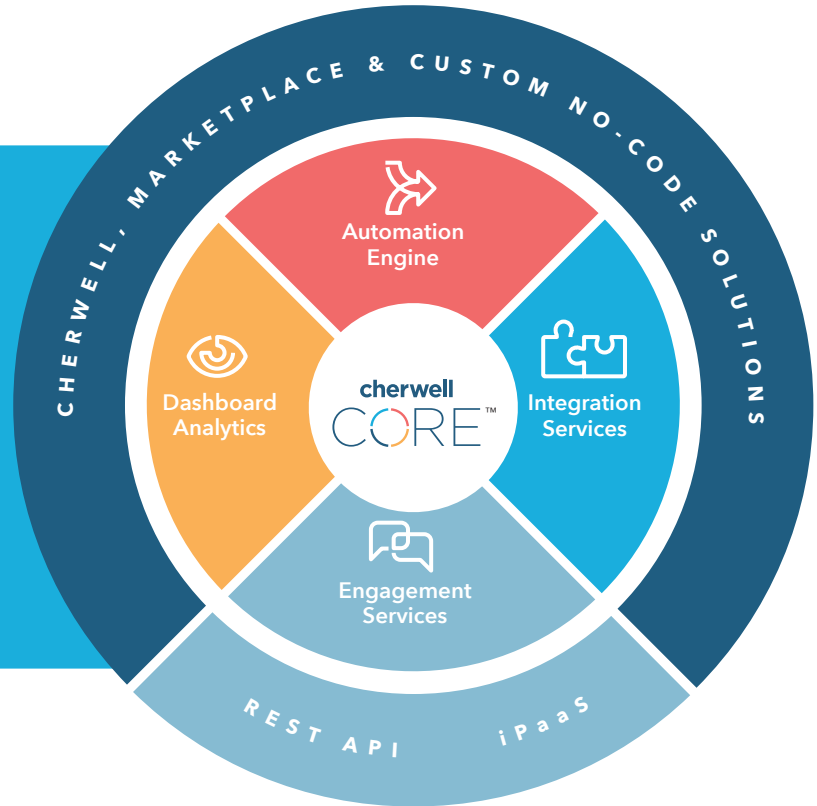 CHERWELL, MARKETPLACE & CUSTOM NO-CODE SOLUTIONS
Automation
Engine
Dashboard
Analytics
cherwell
CORE™
Integration
Services
Engagement
Services
REST API
iPaaS